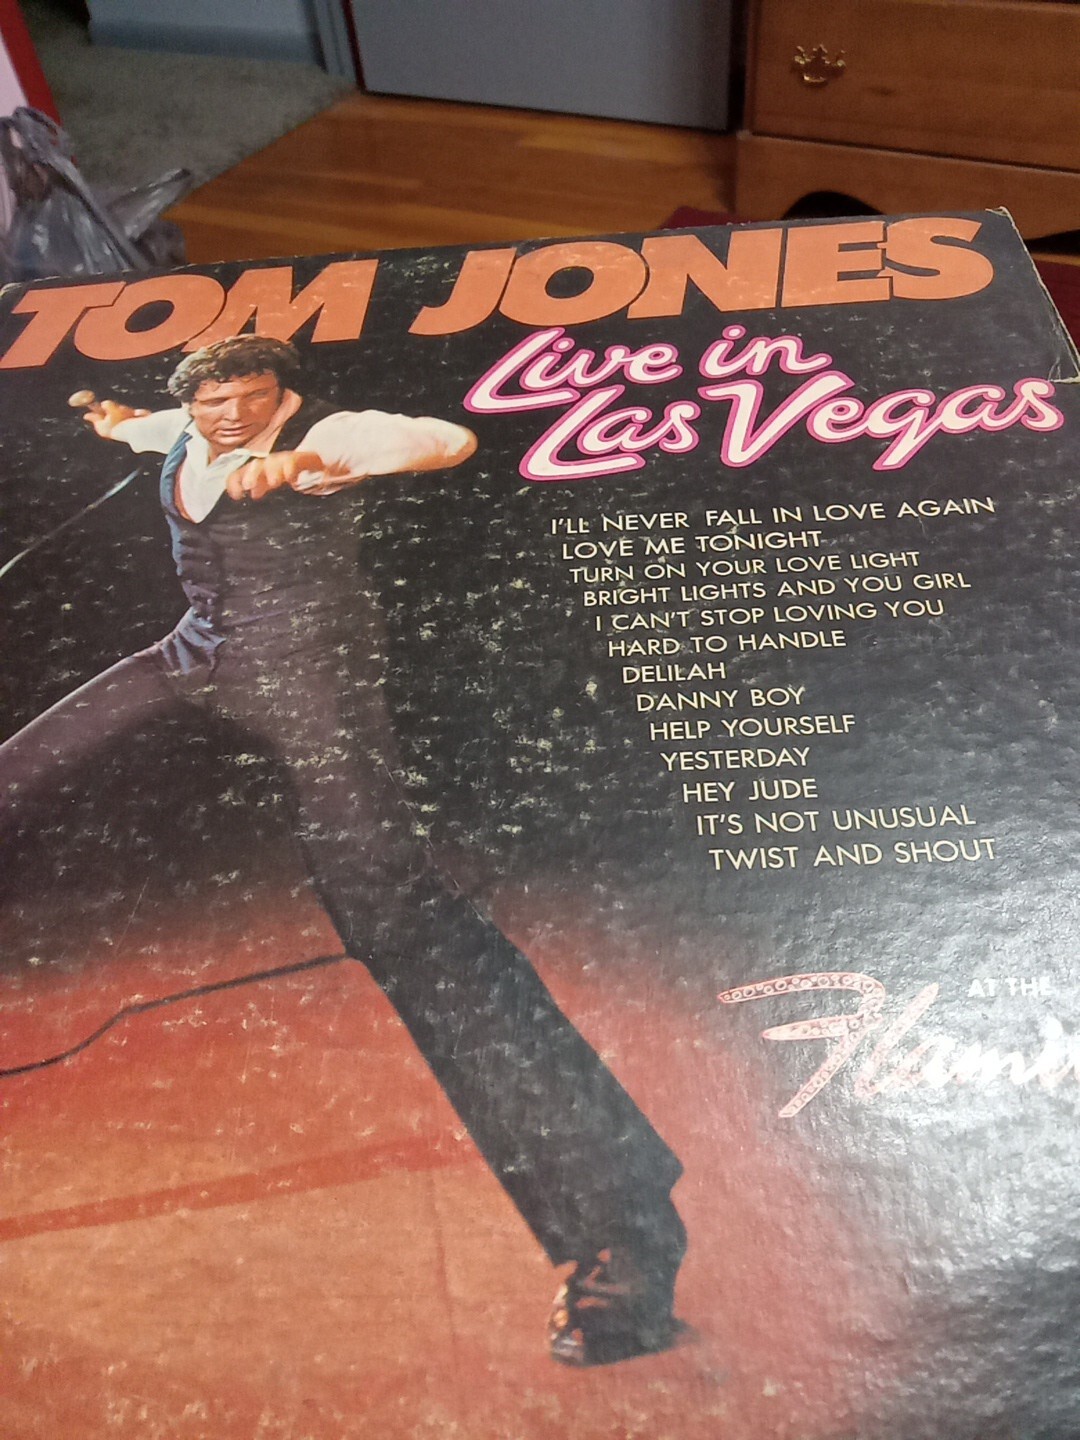 TOM JONES
Live in
Las Vegas
I'LL NEVER FALL IN LOVE AGAIN
LOVE ME TONIGHT
TURN ON YOUR LOVE LIGHT
BRIGHT LIGHTS AND YOU GIRL
I CAN'T STOP LOVING YOU
HARD TO HANDLE
DELILAH
DANNY BOY
HELP YOURSELF
YESTERDAY
HEY JUDE
IT'S NOT UNUSUAL
TWIST AND SHOUT
AT THE